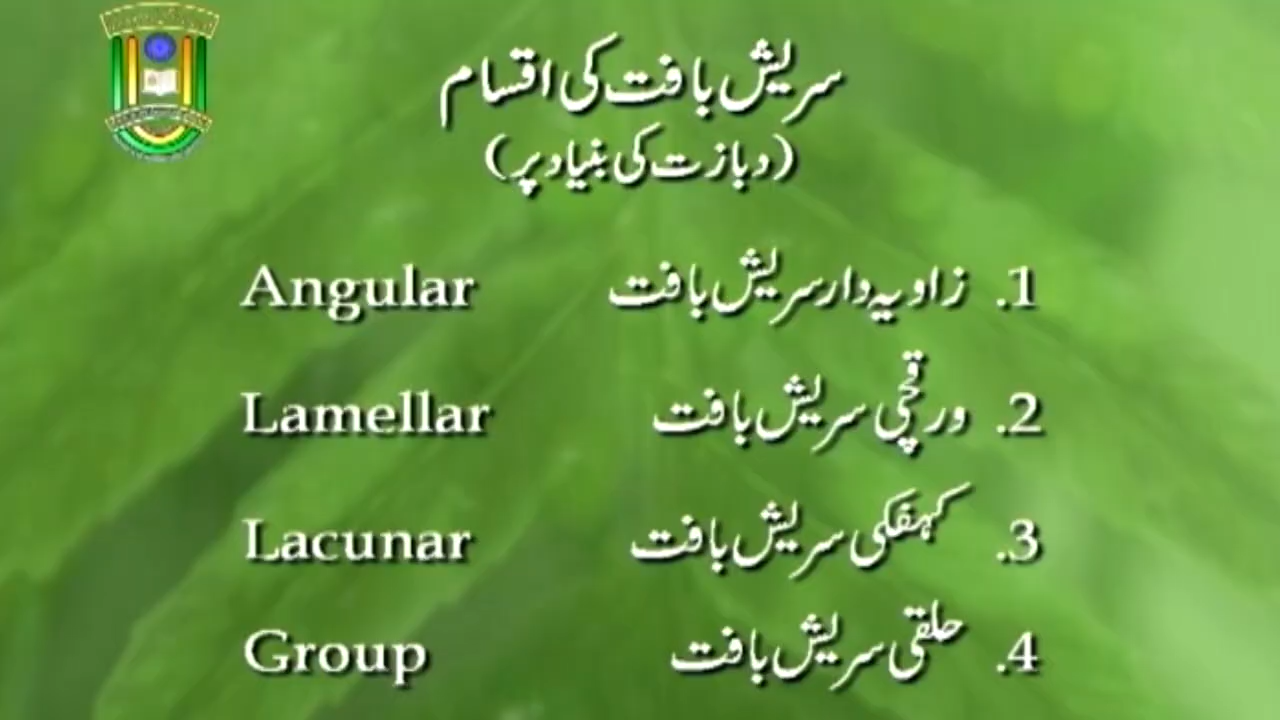 سریش بافت کی اقسام
(دبازت کی بنیاد پر)
1. زاویہ دار سریش بافت Angular
2. ورقچی سریش بافت Lamellar
3. کہفکی سریش بافت Lacunar
4. حلقی سریش بافت Group